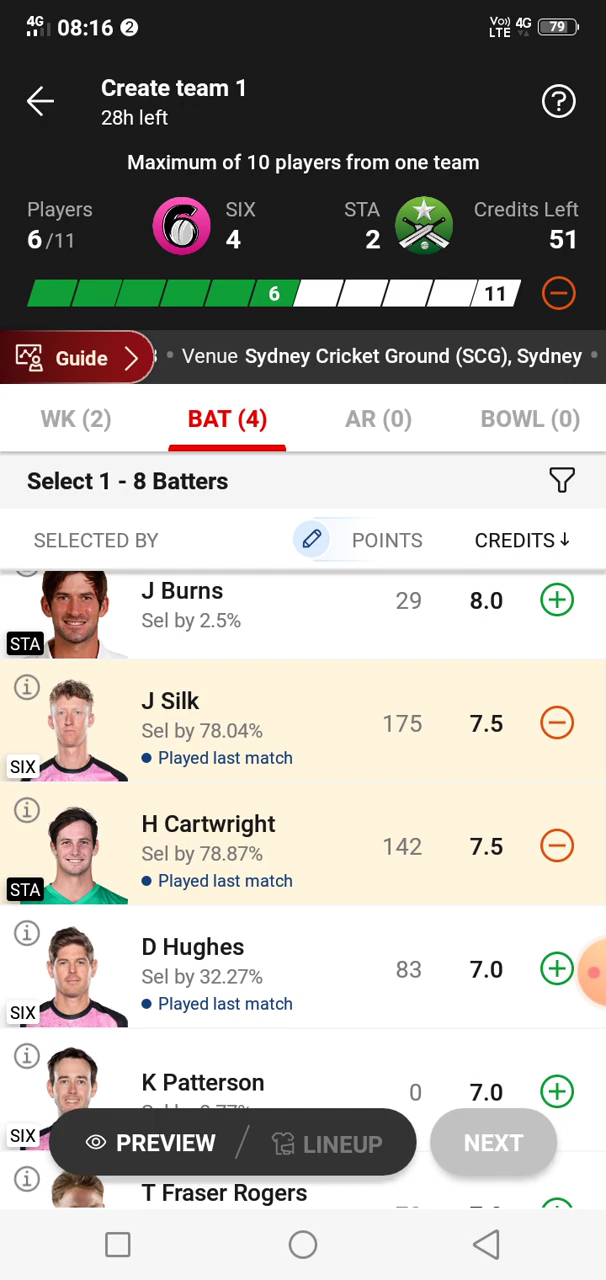 4G 08:16 2 Vo)) LTE 4G 79
Create team 1
28h left
Maximum of 10 players from one team
Players SIX STA Credits Left
6/11 4 2 51
6 11
Guide Venue Sydney Cricket Ground (SCG), Sydney
WK (2) BAT (4) AR (0) BOWL (0)
Select 1 - 8 Batters
SELECTED BY POINTS CREDITS↓
J Burns 29 8.0
Sel by 2.5%
STA
J Silk 175 7.5
Sel by 78.04%
Played last match
SIX
H Cartwright 142 7.5
Sel by 78.87%
Played last match
STA
D Hughes 83 7.0
Sel by 32.27%
Played last match
SIX
K Patterson 0 7.0
SIX
PREVIEW / LINEUP NEXT
T Fraser Rogers